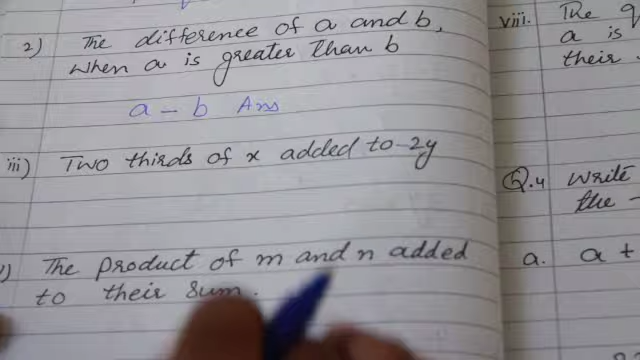 2) The difference of a and b,
when a is greater than b
a - b Ans
iii) Two thirds of x added to 2y
The product of m and n added
to their sum.
viii. The
a is
their
Q.4 Write
the
a. a +